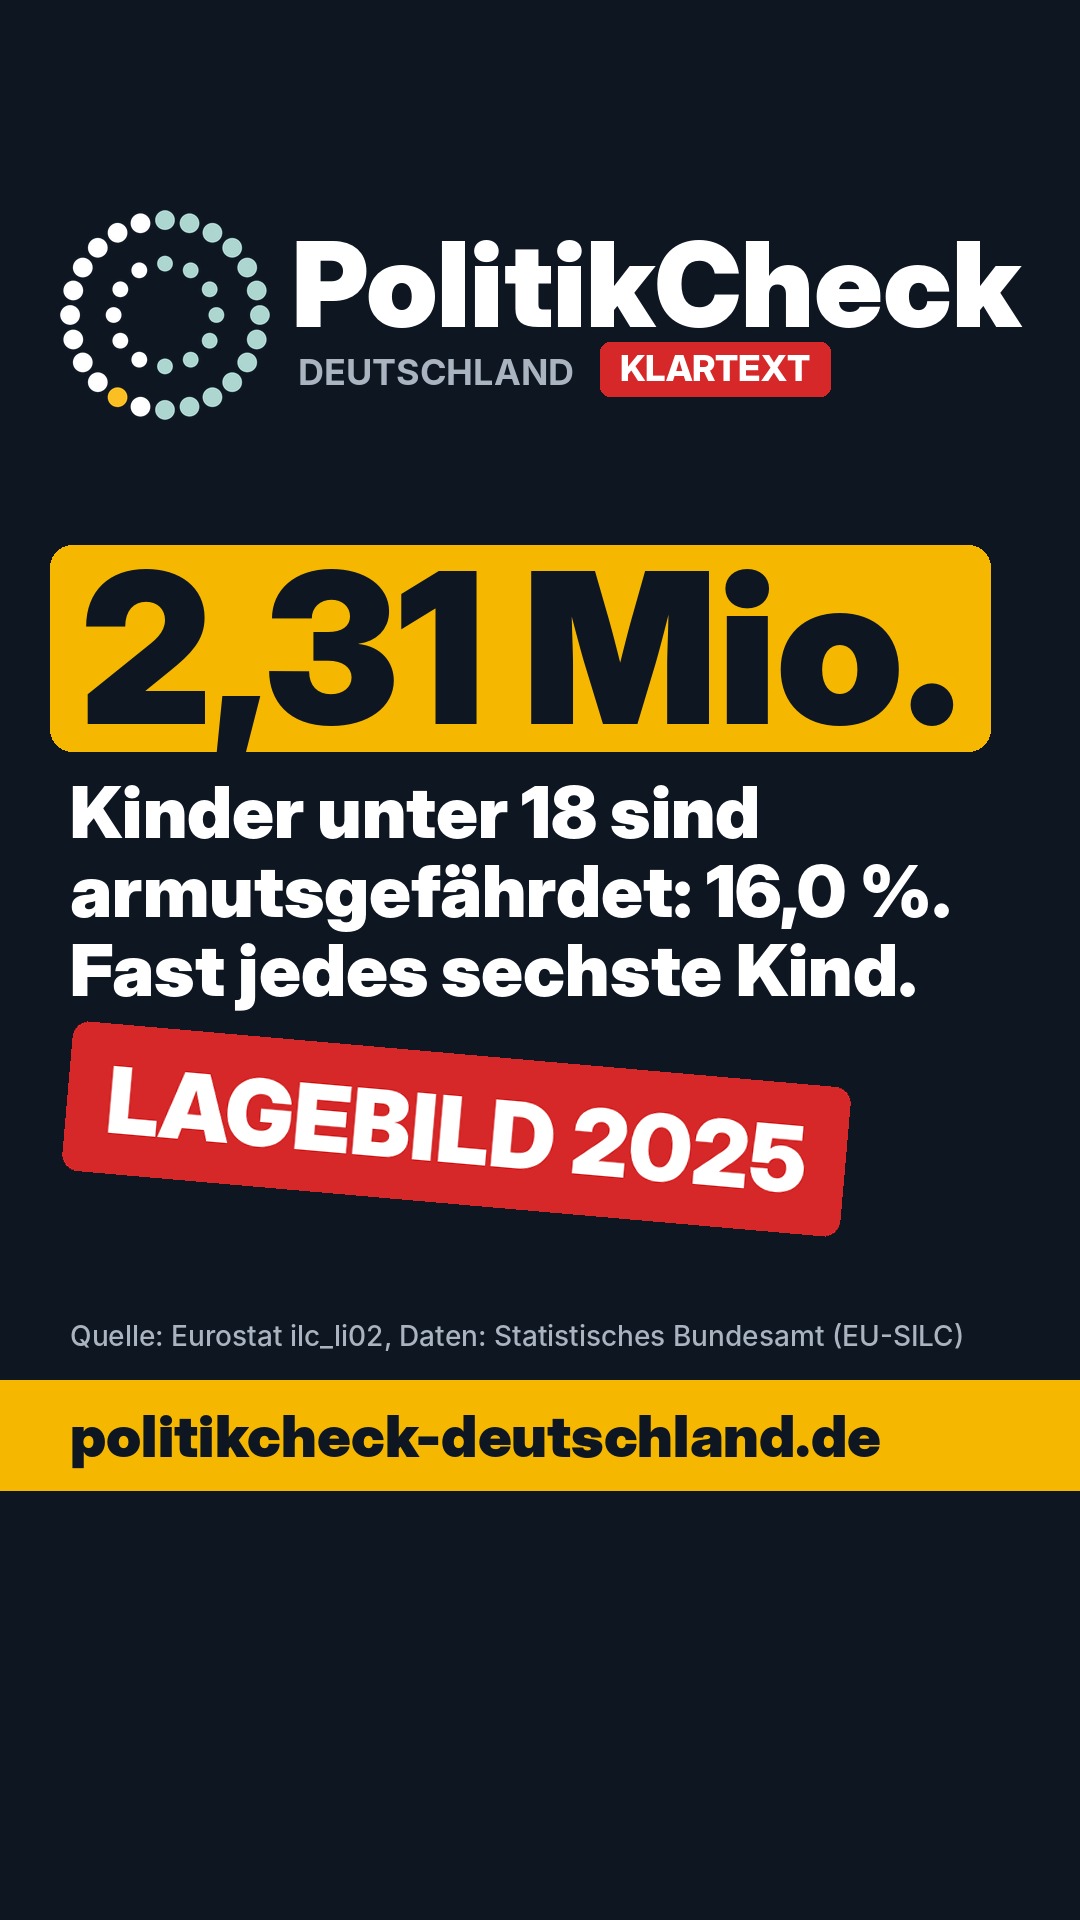 PolitikCheck
DEUTSCHLAND KLARTEXT
2,31 Mio.
Kinder unter 18 sind
armutsgefährdet: 16,0 %.
Fast jedes sechste Kind.
LAGEBILD 2025
Quelle: Eurostat ilc_li02, Daten: Statistisches Bundesamt (EU-SILC)
politikcheck-deutschland.de